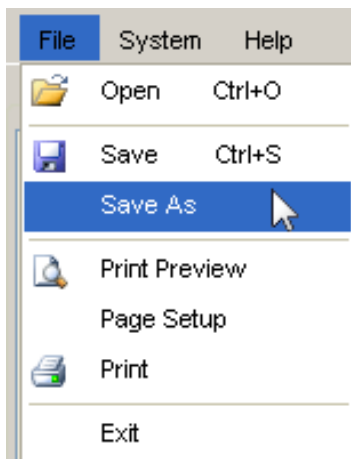 File System Help
Open Ctrl+O
Save Ctrl+S
Save As
Print Preview
Page Setup
Print
Exit